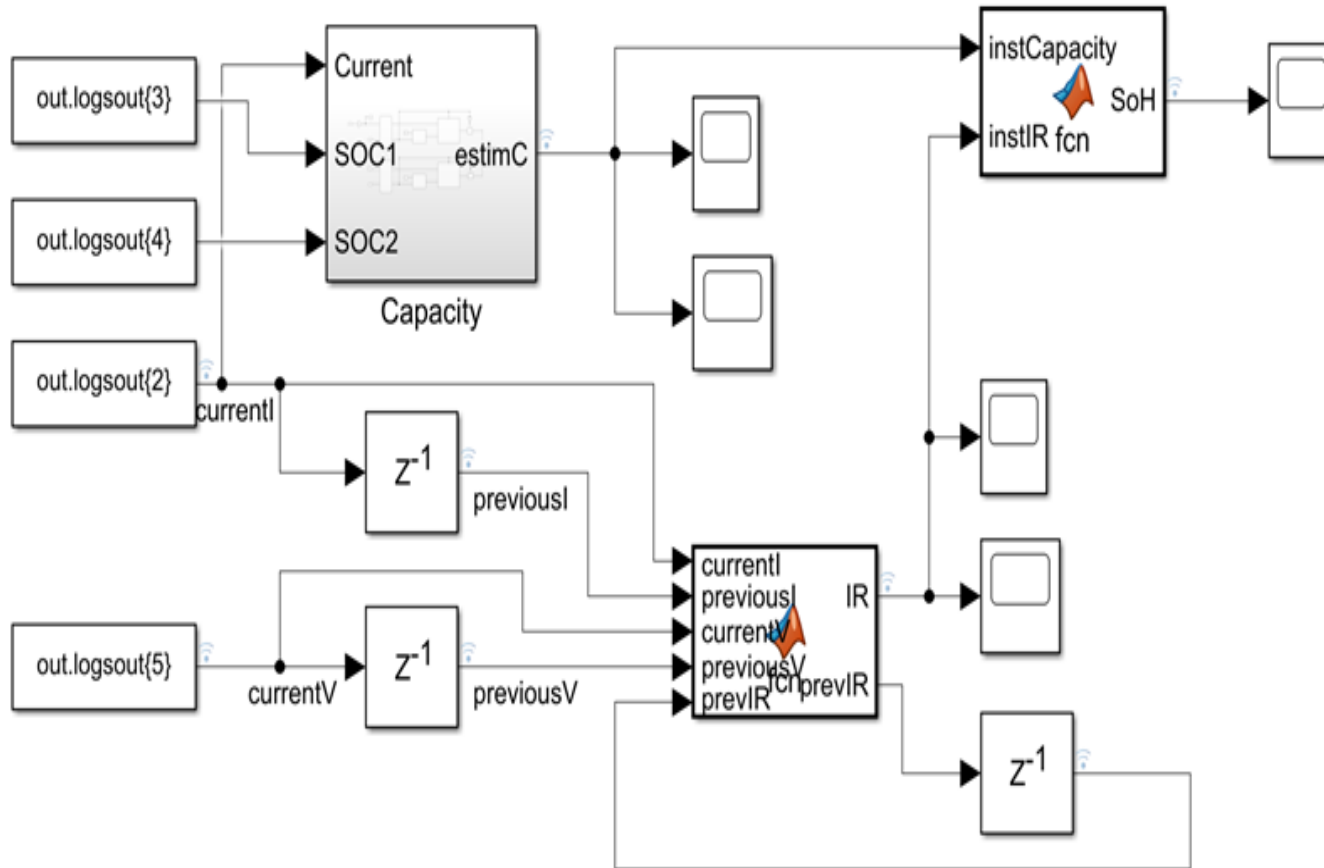 out.logsout{3}
out.logsout{4}
out.logsout{2}
currentI
out.logsout{5}
currentV
Current
SOC1
SOC2
estimC
Capacity
Z-1
previousI
Z-1
previousV
currentI
previousI
currentV
previousV
prevIR
fcn
IR
prevIR
Z-1
instCapacity
instIR
fcn
SoH